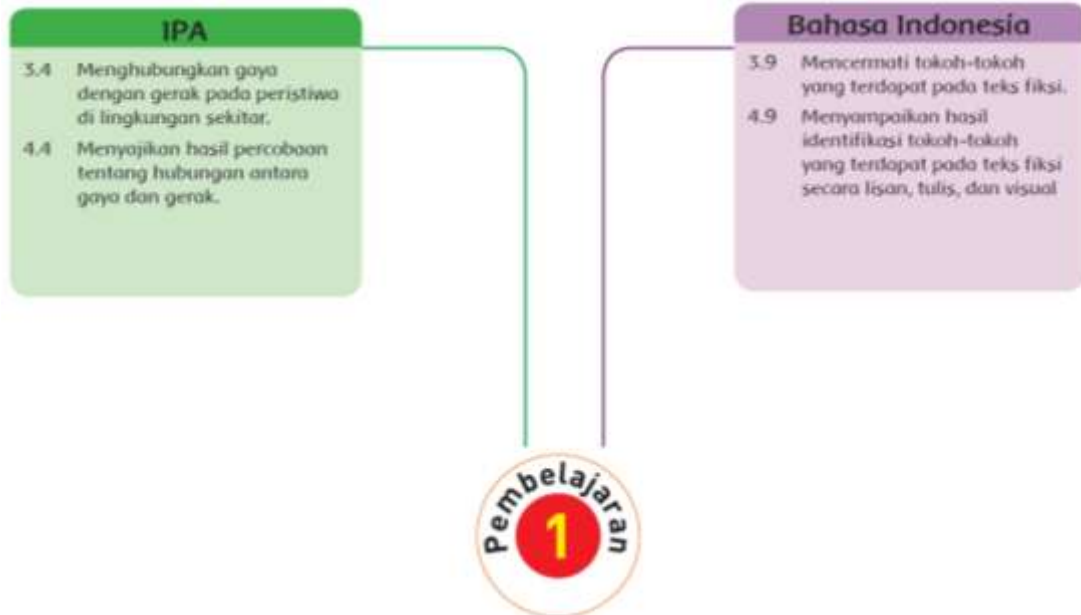 IPA
3.4 Menghubungkan gaya
dengan gerak pada peristiwa
di lingkungan sekitar.
4.4 Menyajikan hasil percobaan
tentang hubungan antara
gaya dan gerak.
Bahasa Indonesia
3.9 Mencermati tokoh-tokoh
yang terdapat pada teks fiksi.
4.9 Menyampaikan hasil
identifikasi tokoh-tokoh
yang terdapat pada teks fiksi
secara lisan, tulis, dan visual
Pembelajaran
1